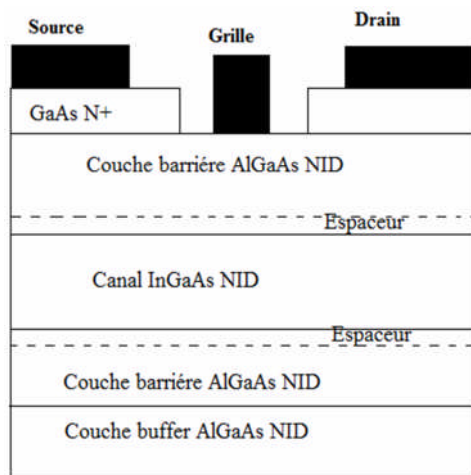 Source
Grille
Drain
GaAs N+
Couche barriére AlGaAs NID
Espaceur
Canal InGaAs NID
Espaceur
Couche barriére AlGaAs NID
Couche buffer AlGaAs NID